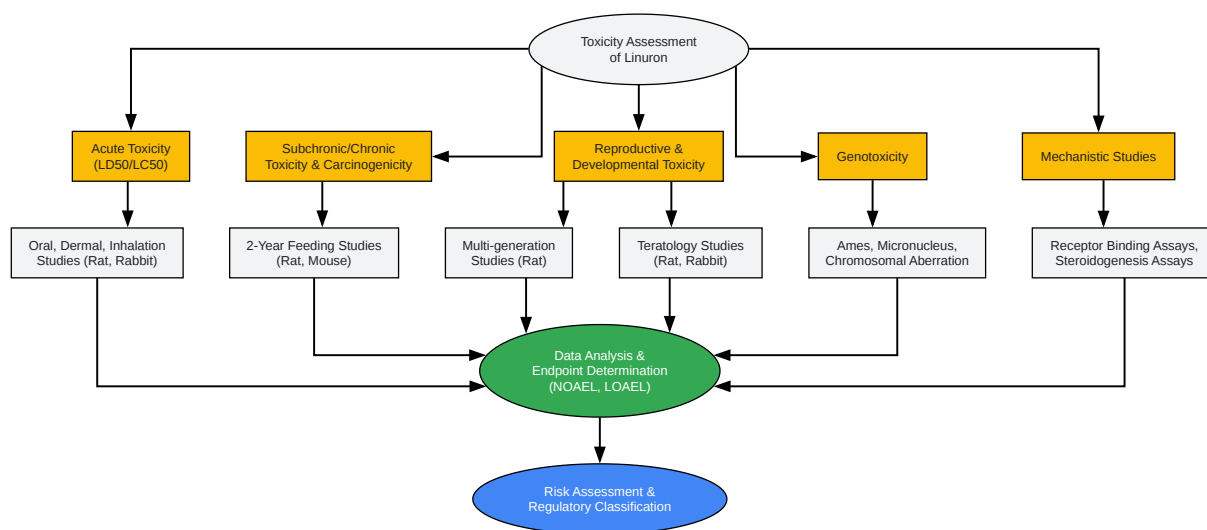 Toxicity Assessment
of Linuron
Acute Toxicity
(LD50/LC50)
Subchronic/Chronic
Toxicity & Carcinogenicity
Reproductive &
Developmental Toxicity
Genotoxicity
Mechanistic Studies
Oral, Dermal, Inhalation
Studies (Rat, Rabbit)
2-Year Feeding Studies
(Rat, Mouse)
Multi-generation
Studies (Rat)
Teratology Studies
(Rat, Rabbit)
Ames, Micronucleus,
Chromosomal Aberration
Receptor Binding Assays,
Steroidogenesis Assays
Data Analysis &
Endpoint Determination
(NOAEL, LOAEL)
Risk Assessment &
Regulatory Classification